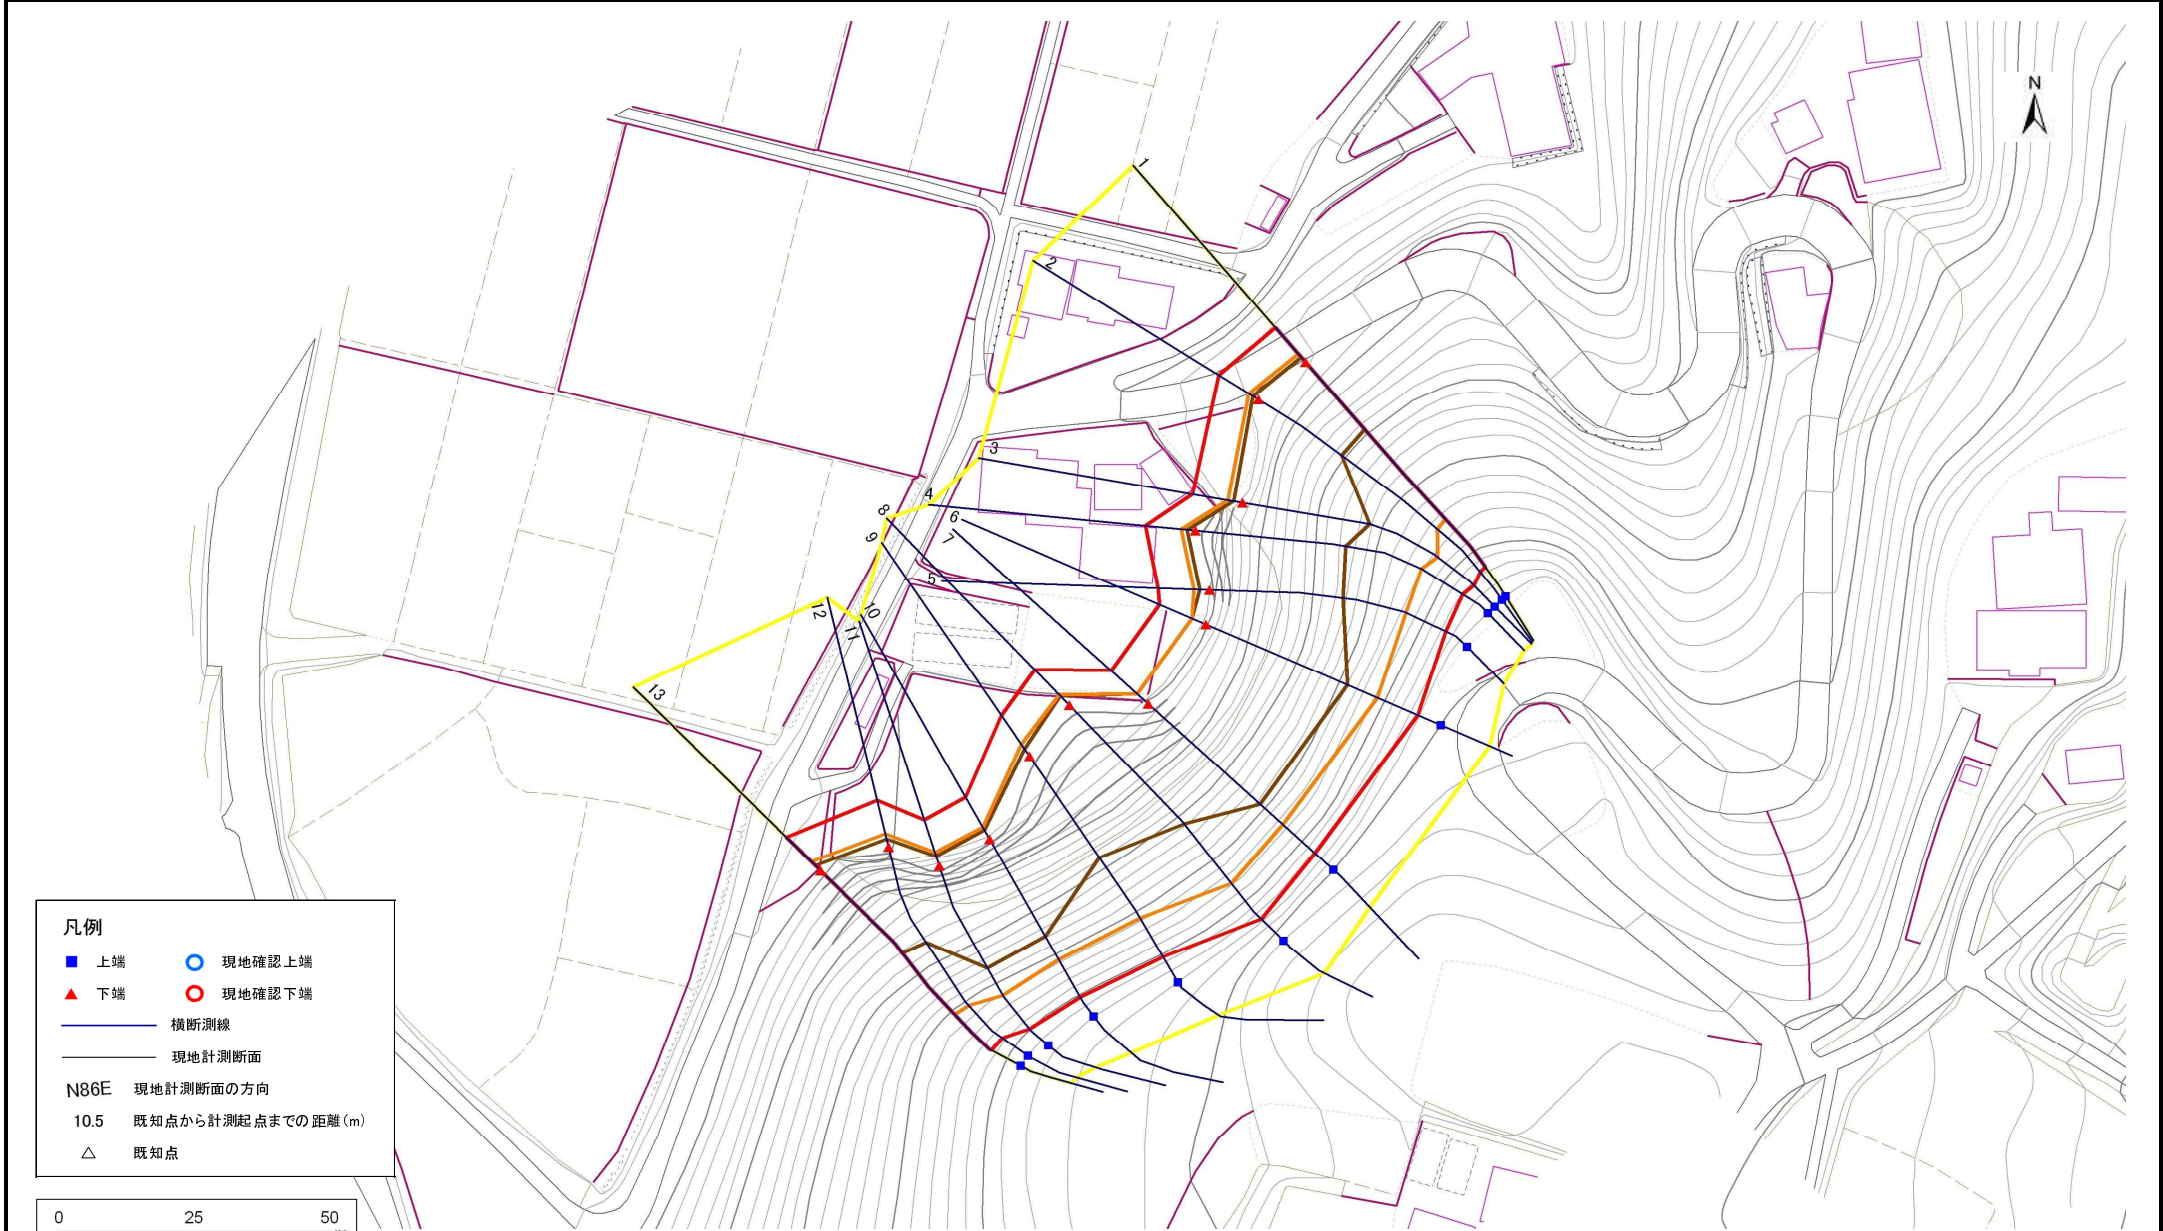 N
1
2
3
4
8
6
9
7
5
12
10
11
13
凡例
上端
現地確認上端
下端
現地確認下端
横断測線
現地計測断面
N86E 現地計測断面の方向
10.5 既知点から計測起点までの距離(m)
既知点
0 25 50